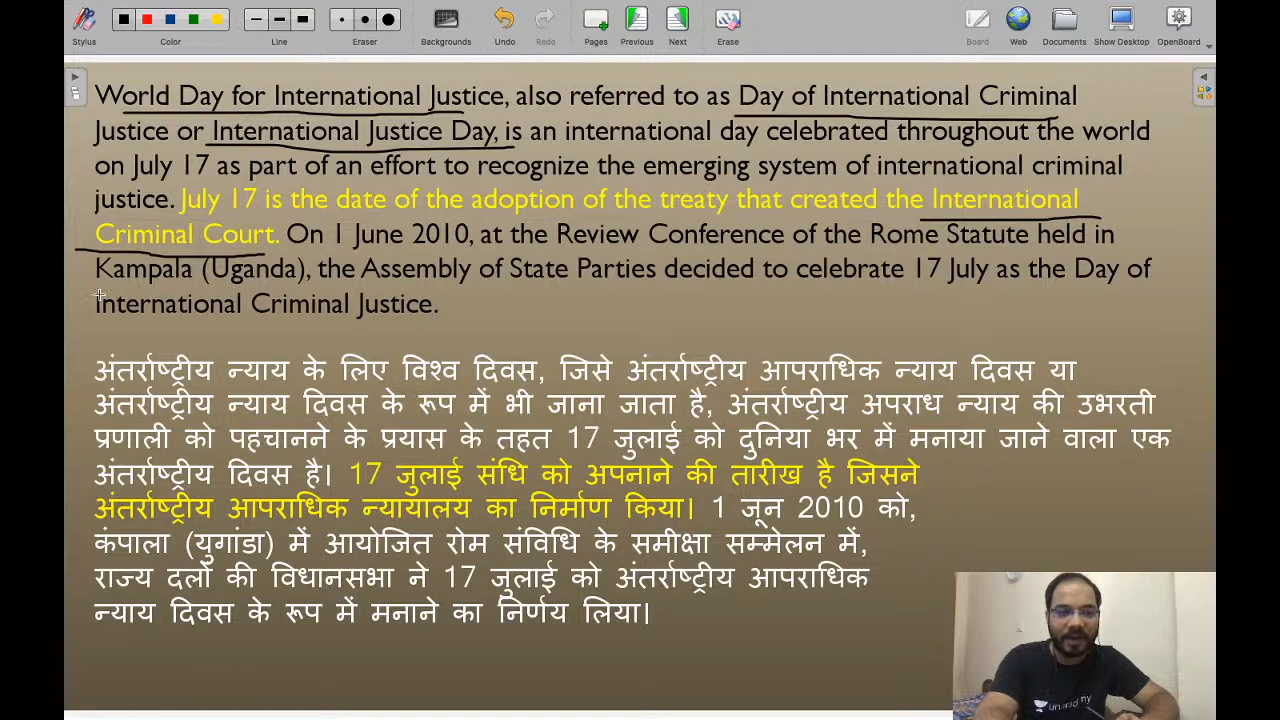 Stylus
Color
Line
Eraser
Backgrounds
Undo
Redo
Pages
Previous
Next
Erase
Board
Web
Documents
Show Desktop
OpenBoard
World Day for International Justice. also referred to as Day of International Criminal
Justice or International Justice Day, is an international day celebrated throughout the world
on July 17 as part of an effort to recognize the emerging system of international criminal
justice. July 17 is the date of the adoption of the treaty that created the International
Criminal Court. On 1 June 2010, at the Review Conference of the Rome Statute held in
Kampala (Uganda), the Assembly of State Parties decided to celebrate 17 July as the Day of
International Criminal Justice.
अंतर्राष्ट्रीय न्याय के लिए विश्व दिवस, जिसे अंतर्राष्ट्रीय आपराधिक न्याय दिवस या
अंतर्राष्ट्रीय न्याय दिवस के रूप में भी जाना जाता है, अंतर्राष्ट्रीय अपराध न्याय की उभरती
प्रणाली को पहचानने के प्रयास के तहत 17 जुलाई को दुनिया भर में मनाया जाने वाला एक
अंतर्राष्ट्रीय दिवस है। 17 जुलाई संधि को अपनाने की तारीख है जिसने
अंतर्राष्ट्रीय आपराधिक न्यायालय का निर्माण किया। 1 जून 2010 को,
कंपाला (युगांडा) में आयोजित रोम संविधि के समीक्षा सम्मेलन में,
राज्य दलों की विधानसभा ने 17 जुलाई को अंतर्राष्ट्रीय आपराधिक
न्याय दिवस के रूप में मनाने का निर्णय लिया।